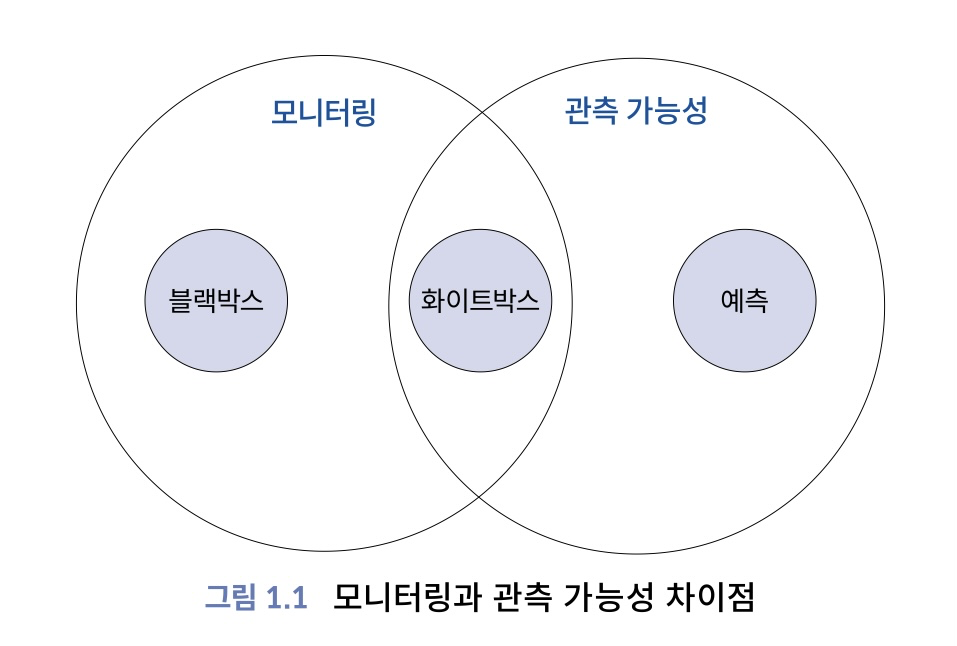 모니터링
관측 가능성
블랙박스
화이트박스
예측
그림 1.1 모니터링과 관측 가능성 차이점